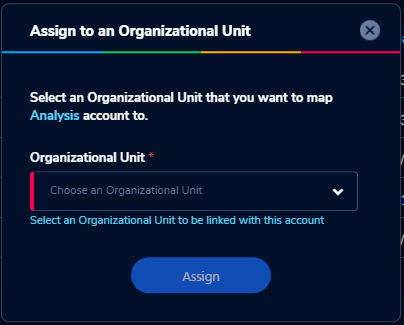 Assign to an Organizational Unit
Select an Organizational Unit that you want to map
Analysis account to.
Organizational Unit *
Choose an Organizational Unit
Select an Organizational Unit to be linked with this account
Assign